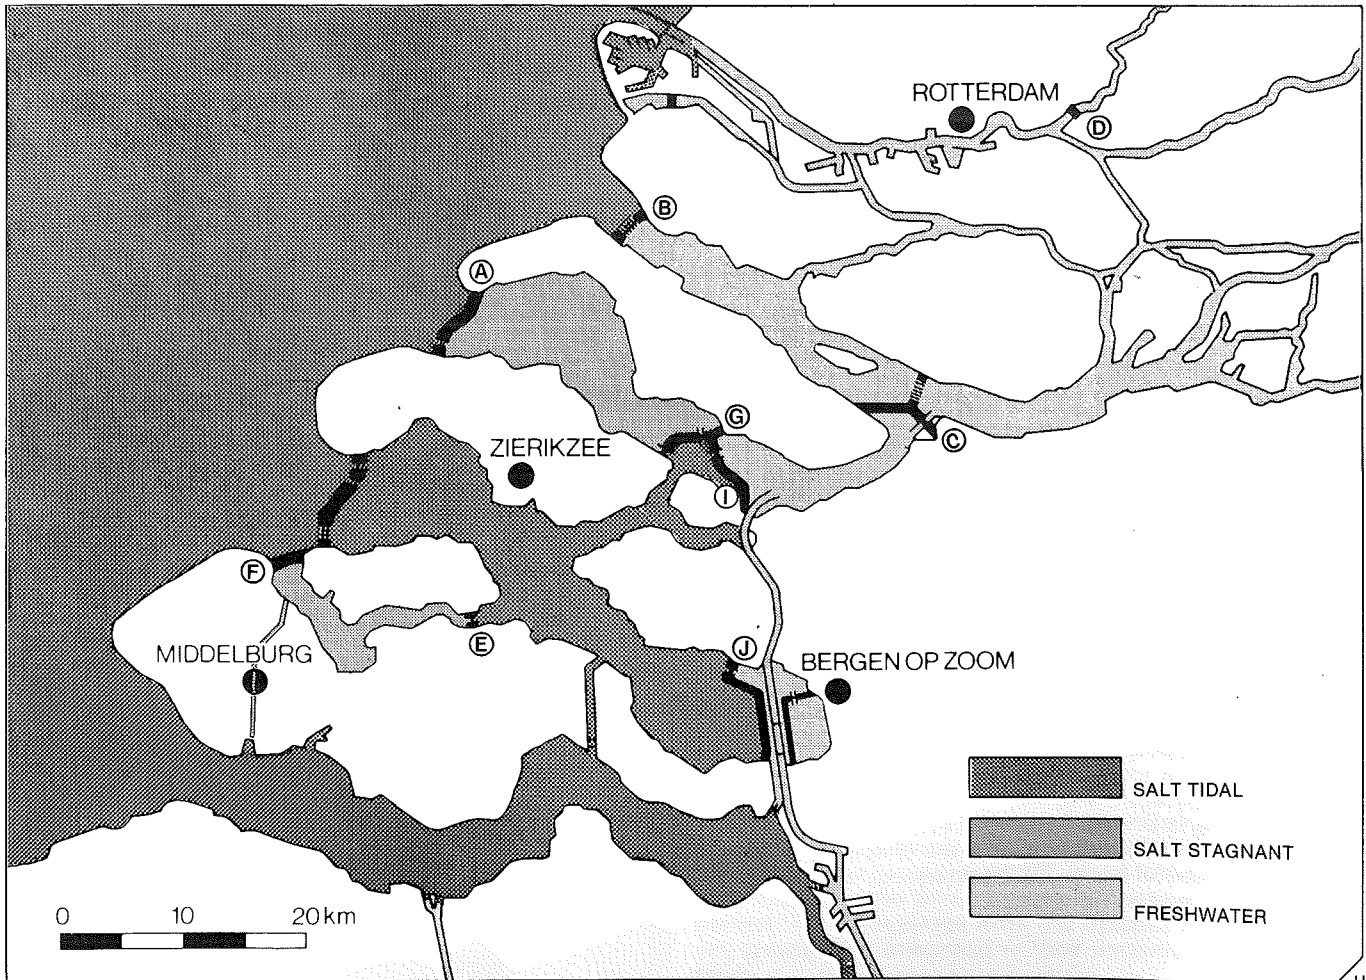 ROTTERDAM
D
B
A
G
ZIERIKZEE
C
I
F
E
MIDDELBURG
J
BERGEN OP ZOOM
SALT TIDAL
SALT STAGNANT
FRESHWATER
0 10 20 km